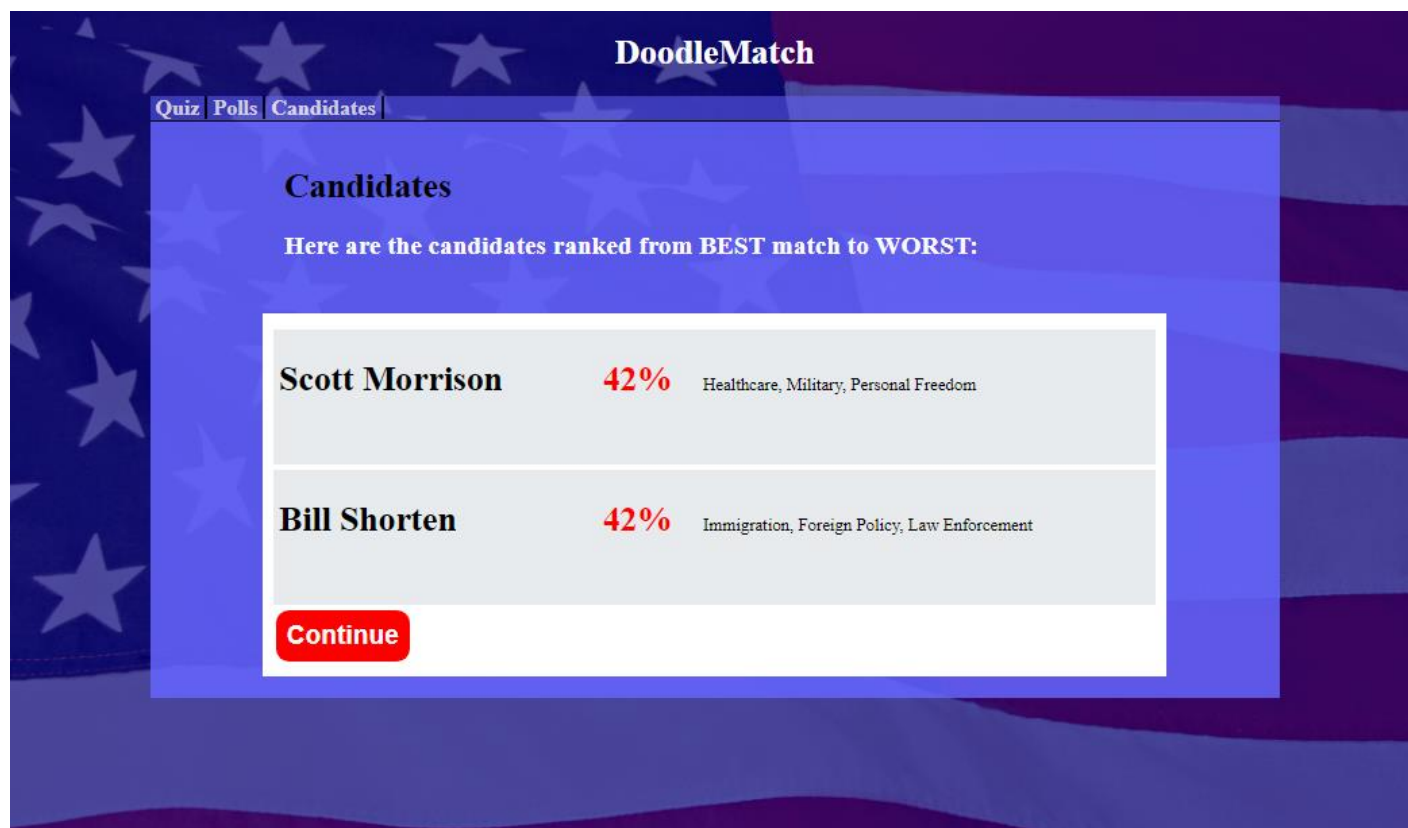 DoodleMatch
Quiz Polls Candidates
Candidates
Here are the candidates ranked from BEST match to WORST:
Scott Morrison 42% Healthcare, Military, Personal Freedom
Bill Shorten 42% Immigration, Foreign Policy, Law Enforcement
Continue